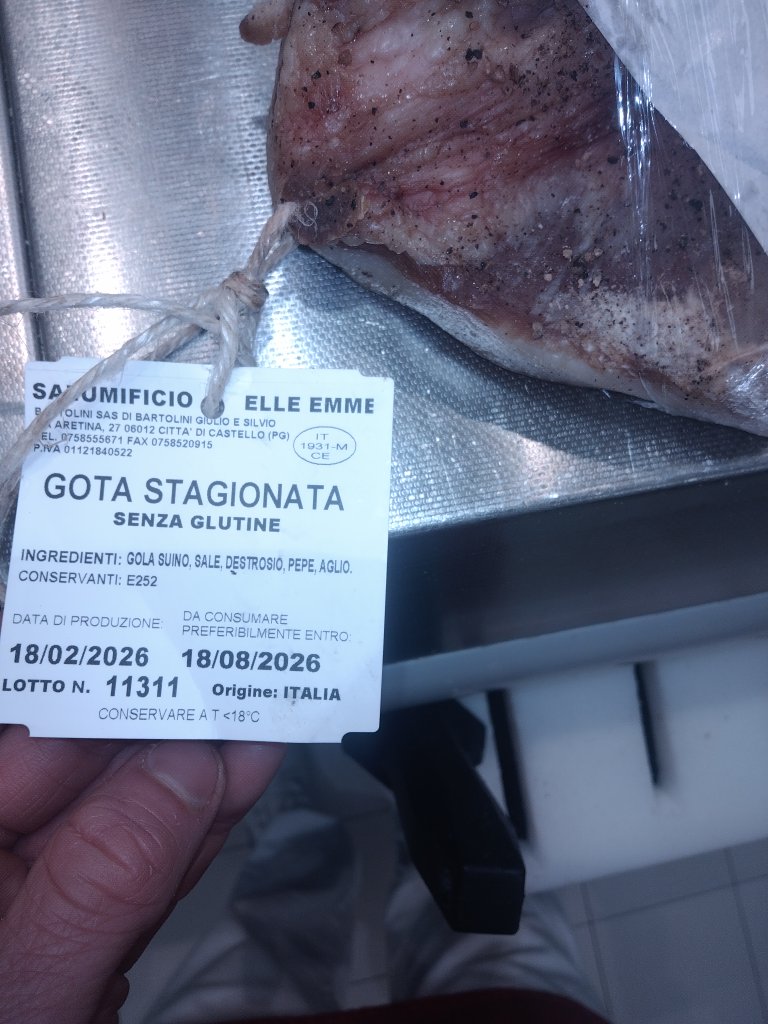 SALUMIFICIO ELLE EMME
BARTOLINI SAS DI BARTOLINI GIULIO E SILVIO
VIA ARETINA, 27 06012 CITTA' DI CASTELLO (PG)
TEL. 0758555671 FAX 0758520915
P.IVA 01121840522
IT
1931-M
CE
GOTA STAGIONATA
SENZA GLUTINE
INGREDIENTI: GOLA SUINO, SALE, DESTROSIO, PEPE, AGLIO.
CONSERVANTI: E252
DATA DI PRODUZIONE:
18/02/2026
DA CONSUMARE
PREFERIBILMENTE ENTRO:
18/08/2026
LOTTO N. 11311
Origine: ITALIA
CONSERVARE A T <18°C